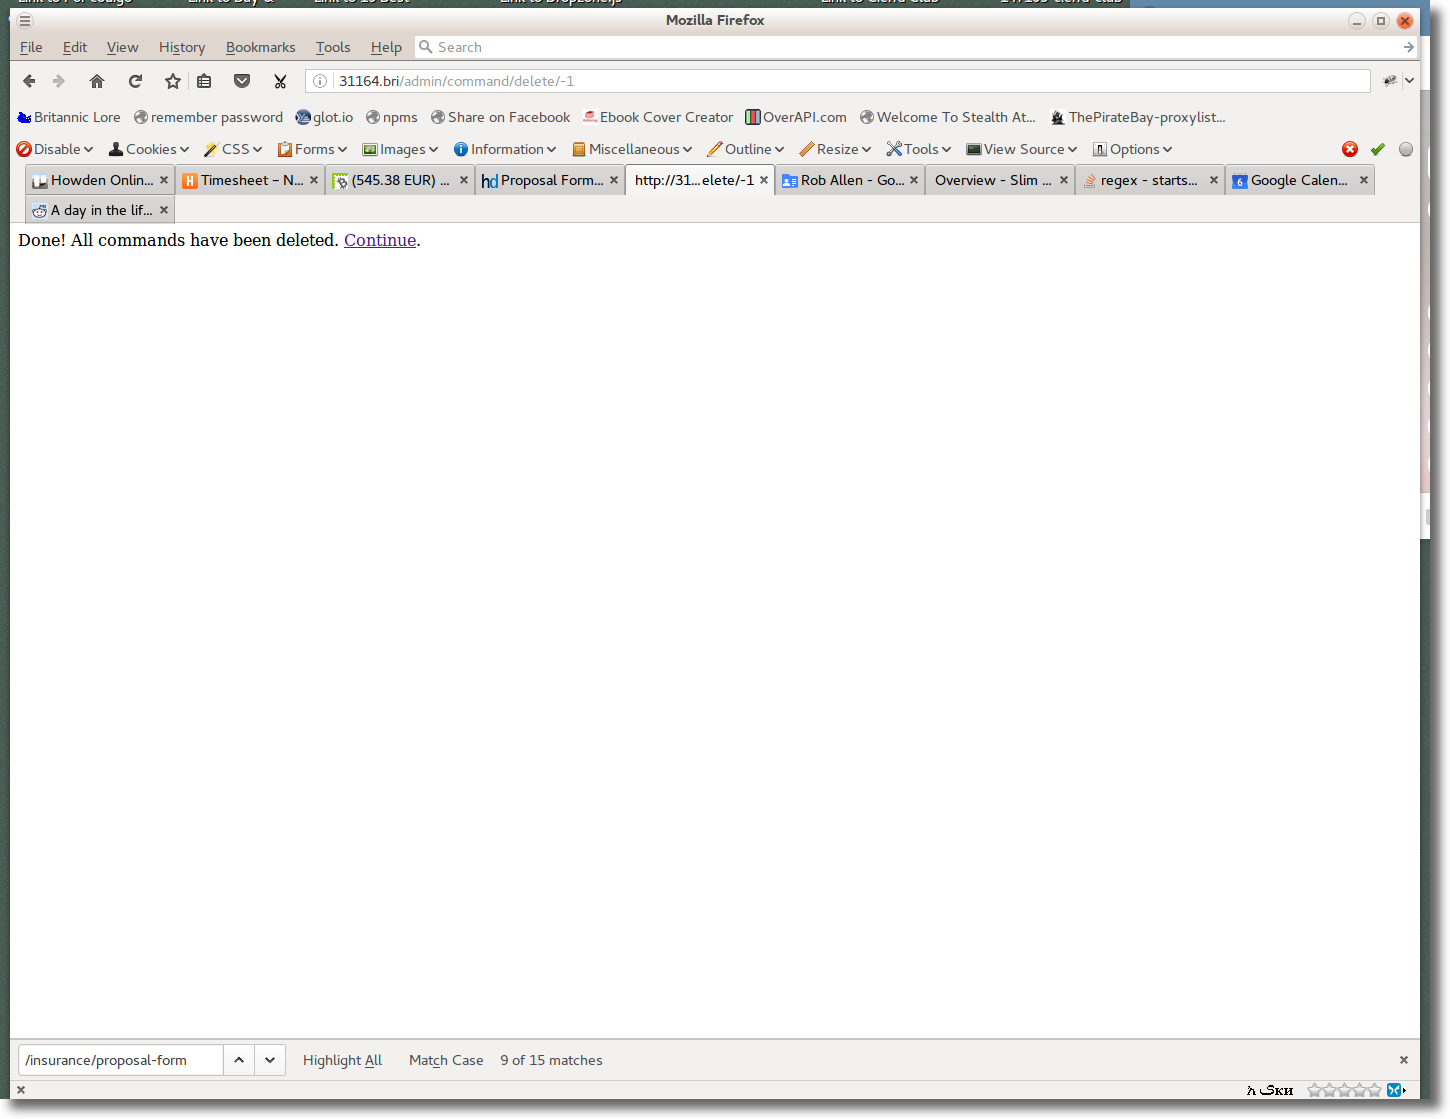 Mozilla Firefox
File Edit View History Bookmarks Tools Help Search
31164.bri/admin/command/delete/-1
Britannic Lore remember password glot.io npms Share on Facebook Ebook Cover Creator OverAPI.com Welcome To Stealth At... ThePirateBay-proxylist...
Disable Cookies CSS Forms Images Information Miscellaneous Outline Resize Tools View Source Options
Howden Onlin... Timesheet – N... (545.38 EUR) ... hd Proposal Form... http://31...elete/-1 Rob Allen - Go... Overview - Slim ... regex - starts... 6 Google Calen...
A day in the lif...
Done! All commands have been deleted. Continue.
/insurance/proposal-form Highlight All Match Case 9 of 15 matches